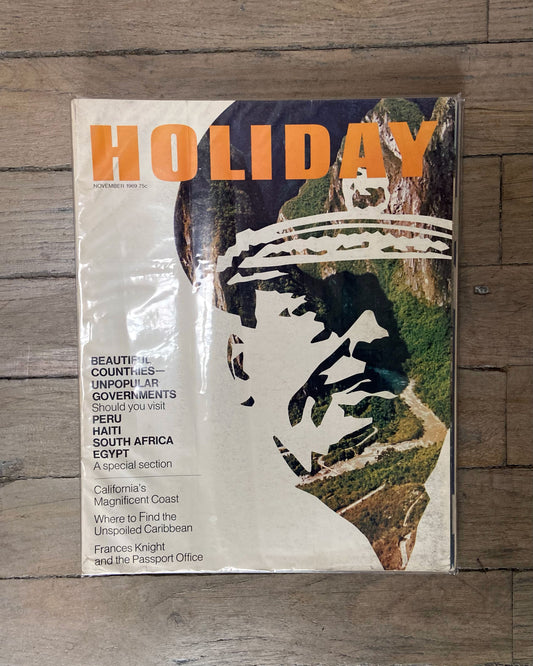 HOLIDAY
NOVEMBER 1969 75c
BEAUTIFUL
COUNTRIES—
UNPOPULAR
GOVERNMENTS
Should you visit
PERU
HAITI
SOUTH AFRICA
EGYPT
A special section
California's
Magnificent Coast
Where to Find the
Unspoiled Caribbean
Frances Knight
and the Passport Office